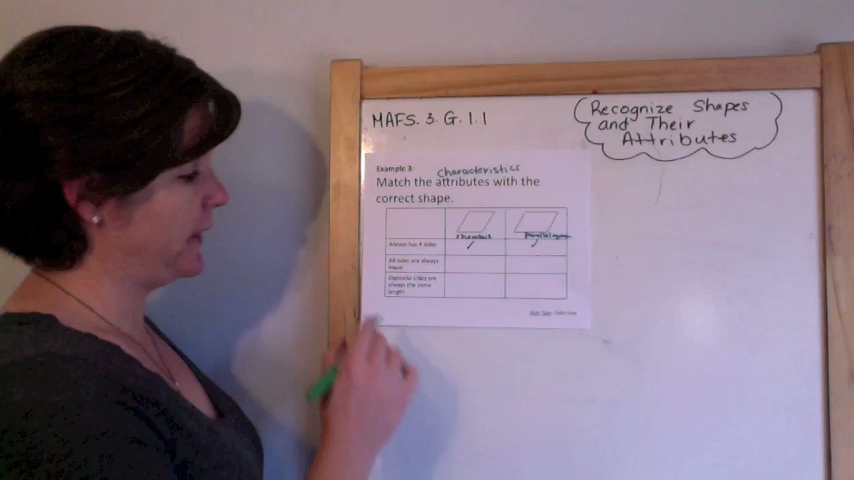 MAFS. 3. G. 1. 1
Recognize Shapes
and Their
Attributes
Example 3:
characteristics
Match the attributes with the
correct shape.
rhombus
parallelogram
Always has 4 sides
All sides are always
equal
Opposite sides are
always the same
length